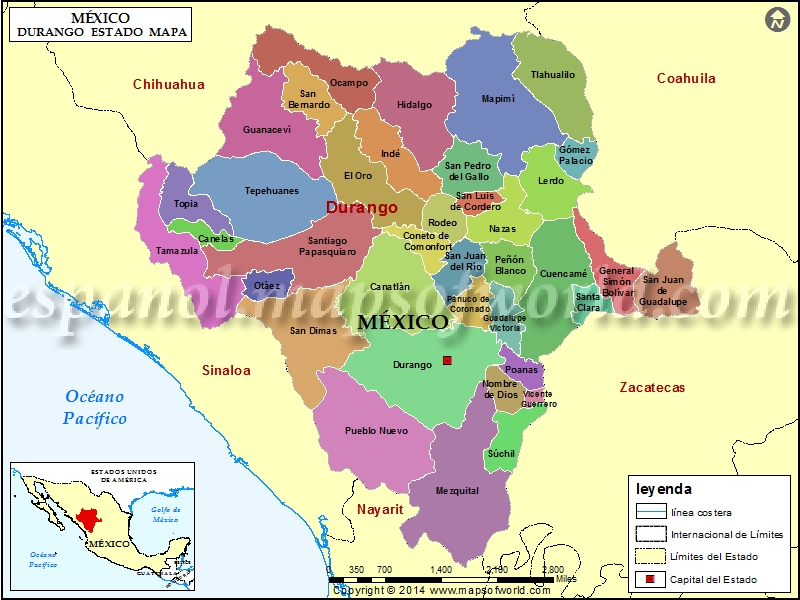 MÉXICO
DURANGO ESTADO MAPA
N
Chihuahua
Coahuila
Ocampo
San
Bernardo
Hidalgo
Mapimí
Tlahualilo
Guanaceví
Indé
Gómez
Palacio
El Oro
San Pedro
del Gallo
Lerdo
Tepehuanes
Topia
Durango
San Luis
de Cordero
Rodeo
Nazas
Canelas
Tamazula
Santiago
Papasquiaro
Coneto de
Comonfort
San Juan
del Rio
Peñón
Blanco
Cuencamé
General
Simón
Bolívar
San Juan
de
Guadalupe
Otáez
Canatlán
Panuco de
Coronado
Santa
Clara
espanol.mapsofworld.com
San Dimas
MÉXICO
Guadalupe
Victoria
Sinaloa
Durango
Poanas
Zacatecas
Nombre
de Dios
Vicente
Guerrero
Océano
Pacífico
Pueblo Nuevo
Súchil
Mezquital
Nayarit
ESTADOS UNIDOS
DE AMÉRICA
Golfo de
México
MÉXICO
Océano
Pacífico
BELIZE
GUATEMALA
leyenda
línea costera
Internacional de Límites
Límites del Estado
Capital del Estado
0 350 700 1,400 2,100 2,800
Miles
Copyright © 2014 www.mapsofworld.com